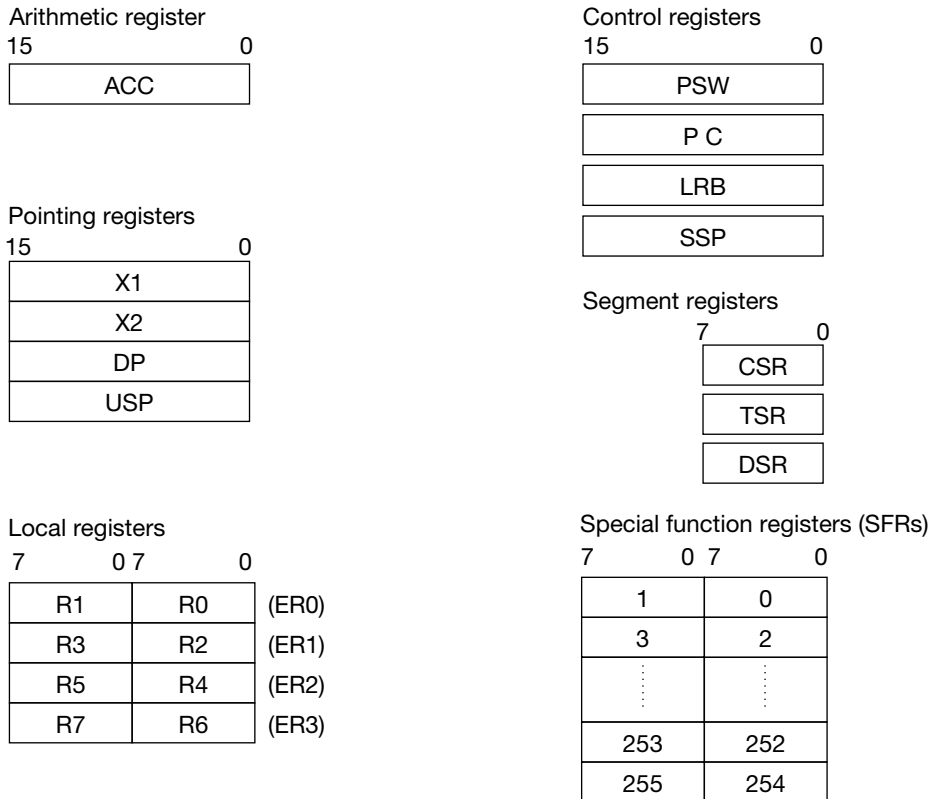 Arithmetic register
15 0
ACC
Pointing registers
15 0
X1
X2
DP
USP
Local registers
7 0 7 0
R1 R0 (ER0)
R3 R2 (ER1)
R5 R4 (ER2)
R7 R6 (ER3)
Control registers
15 0
PSW
P C
LRB
SSP
Segment registers
7 0
CSR
TSR
DSR
Special function registers (SFRs)
7 0 7 0
1 0
3 2
253 252
255 254